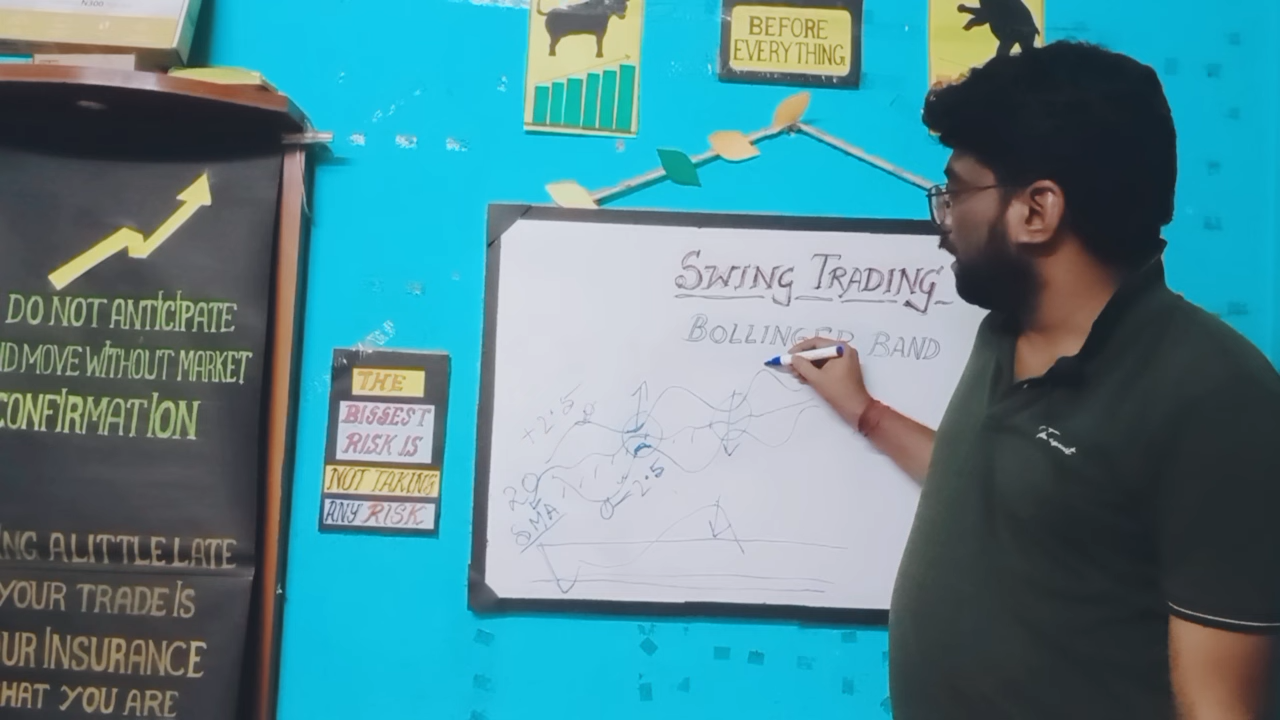 ₦300
BEFORE
EVERYTHING
DO NOT ANTICIPATE
ND MOVE WITHOUT MARKET
CONFIRMATION
NG A LITTLE LATE
YOUR TRADE IS
UR INSURANCE
HAT YOU ARE
THE
BIGGEST
RISK IS
NOT TAKING
ANY RISK
SWING TRADING
BOLLINGER BAND
+2.5
20
SMA
-2.5